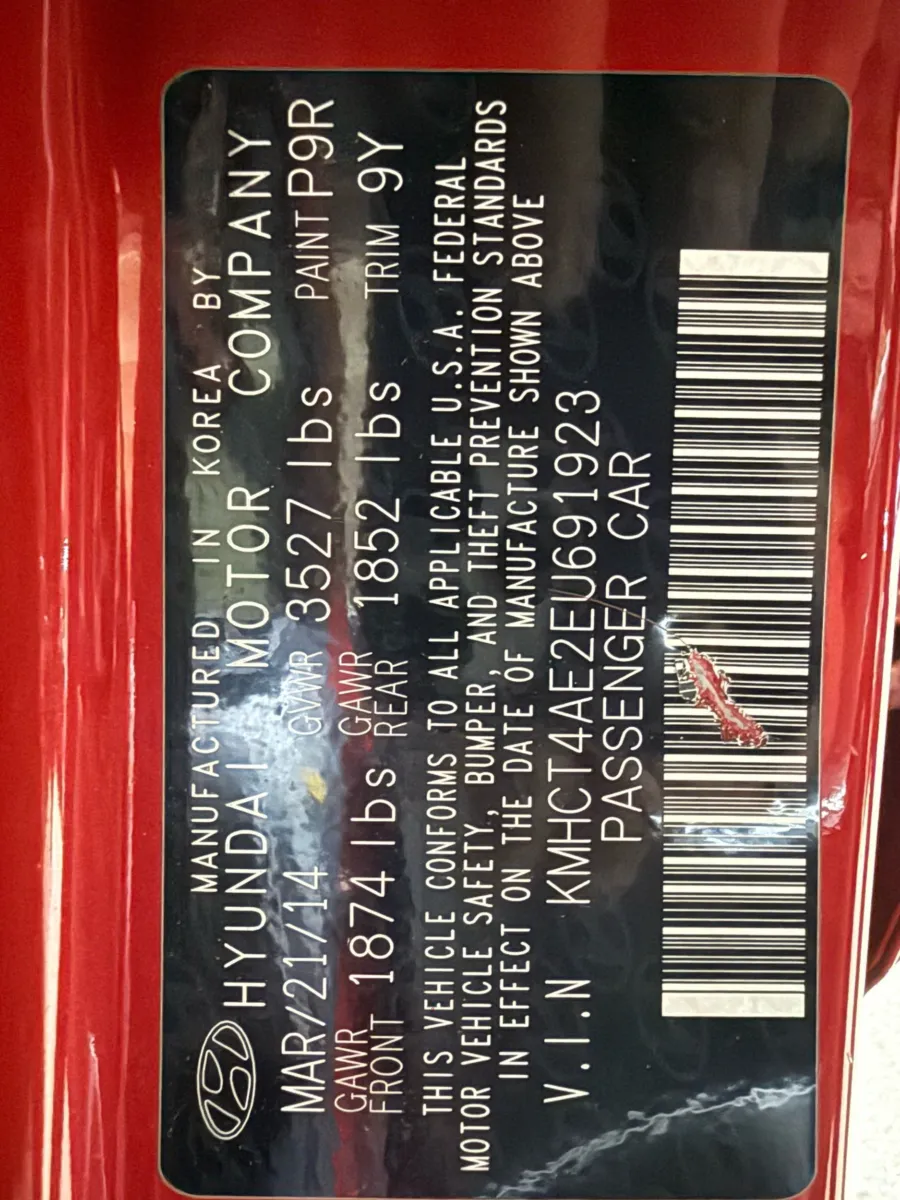 MANUFACTURED IN KOREA BY
HYUNDAI MOTOR COMPANY
MAR/21/14 GVWR 3527 lbs PAINT P9R
GAWR FRONT 1874 lbs GAWR REAR 1852 lbs TRIM 9Y
THIS VEHICLE CONFORMS TO ALL APPLICABLE U.S.A. FEDERAL
MOTOR VEHICLE SAFETY, BUMPER, AND THEFT PREVENTION STANDARDS
IN EFFECT ON THE DATE OF MANUFACTURE SHOWN ABOVE
V.I.N KMHCT4AE2EU691923
PASSENGER CAR